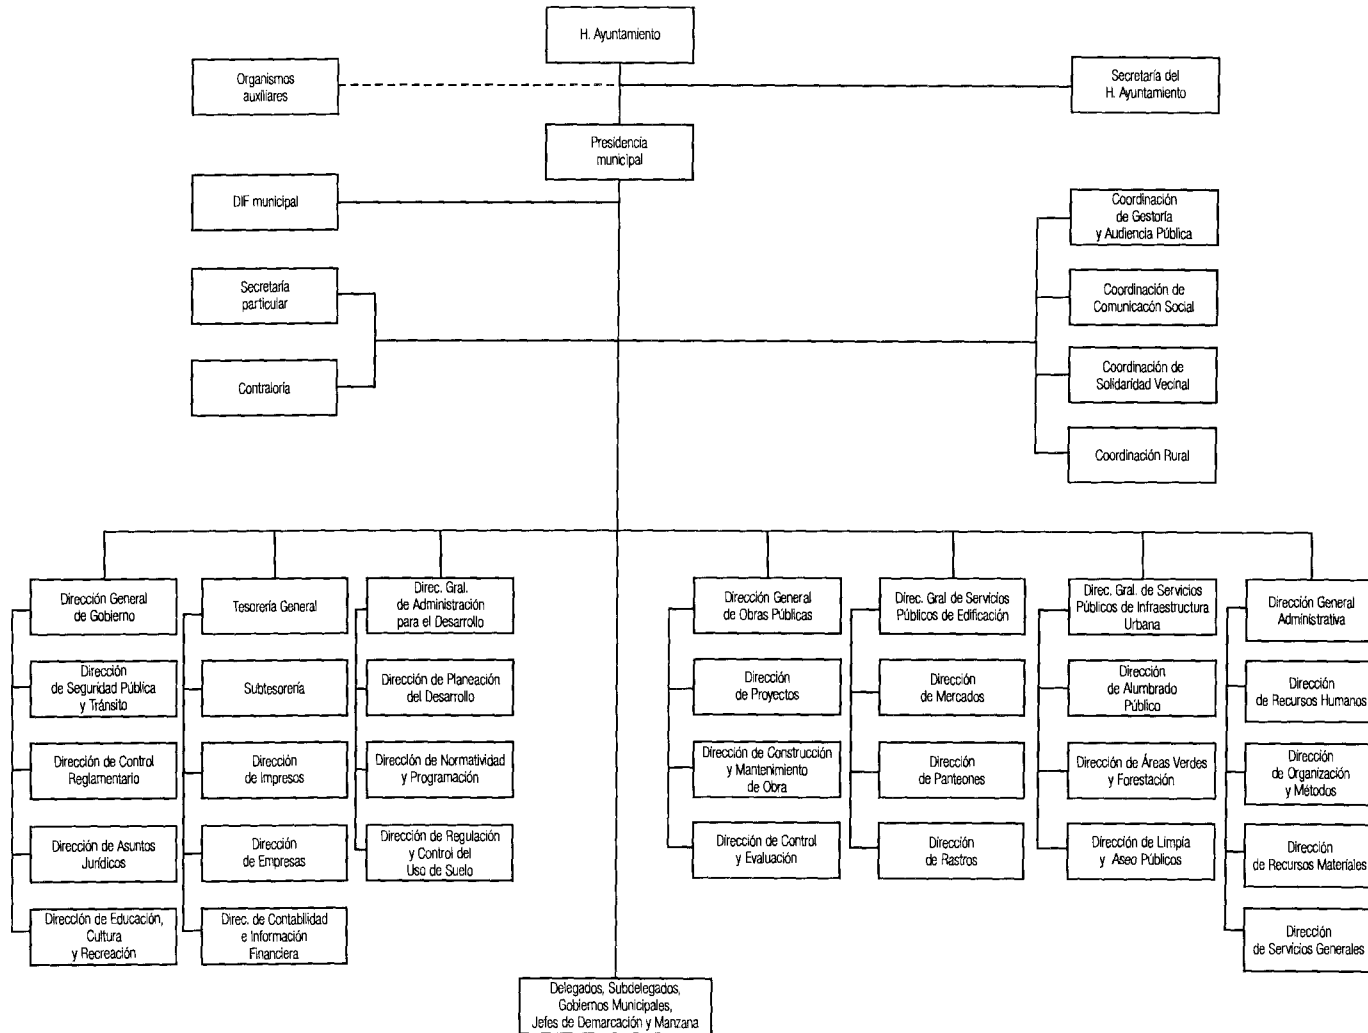 H. Ayuntamiento
Organismos
auxiliares
Secretaría del
H. Ayuntamiento
Presidencia
municipal
DIF municipal
Coordinación
de Gestoría
y Audiencia Pública
Secretaría
particular
Coordinación de
Comunicacón Social
Contraloría
Coordinación de
Solidaridad Vecinal
Coordinación Rural
Dirección General
de Gobierno
Dirección
de Seguridad Pública
y Tránsito
Dirección de Control
Reglamentario
Dirección de Asuntos
Jurídicos
Dirección de Educación,
Cultura
y Recreación
Tesorería General
Subtesorería
Dirección
de Impresos
Dirección
de Empresas
Direc. de Contabilidad
e Información
Financiera
Direc. Gral.
de Administración
para el Desarrollo
Dirección de Planeación
del Desarrollo
Dirección de Normatividad
y Programación
Dirección de Regulación
y Control del
Uso de Suelo
Dirección General
de Obras Públicas
Dirección
de Proyectos
Dirección de Construcción
y Mantenimiento
de Obra
Dirección de Control
y Evaluación
Direc. Gral de Servicios
Públicos de Edificación
Dirección
de Mercados
Dirección
de Panteones
Dirección
de Rastros
Direc. Gral. de Servicios
Públicos de Infraestructura
Urbana
Dirección
de Alumbrado
Público
Dirección de Áreas Verdes
y Forestación
Dirección de Limpia
y Aseo Públicos
Dirección General
Administrativa
Dirección
de Recursos Humanos
Dirección
de Organización
y Métodos
Dirección
de Recursos Materiales
Dirección
de Servicios Generales
Delegados, Subdelegados,
Gobiernos Municipales,
Jefes de Demarcación y Manzana